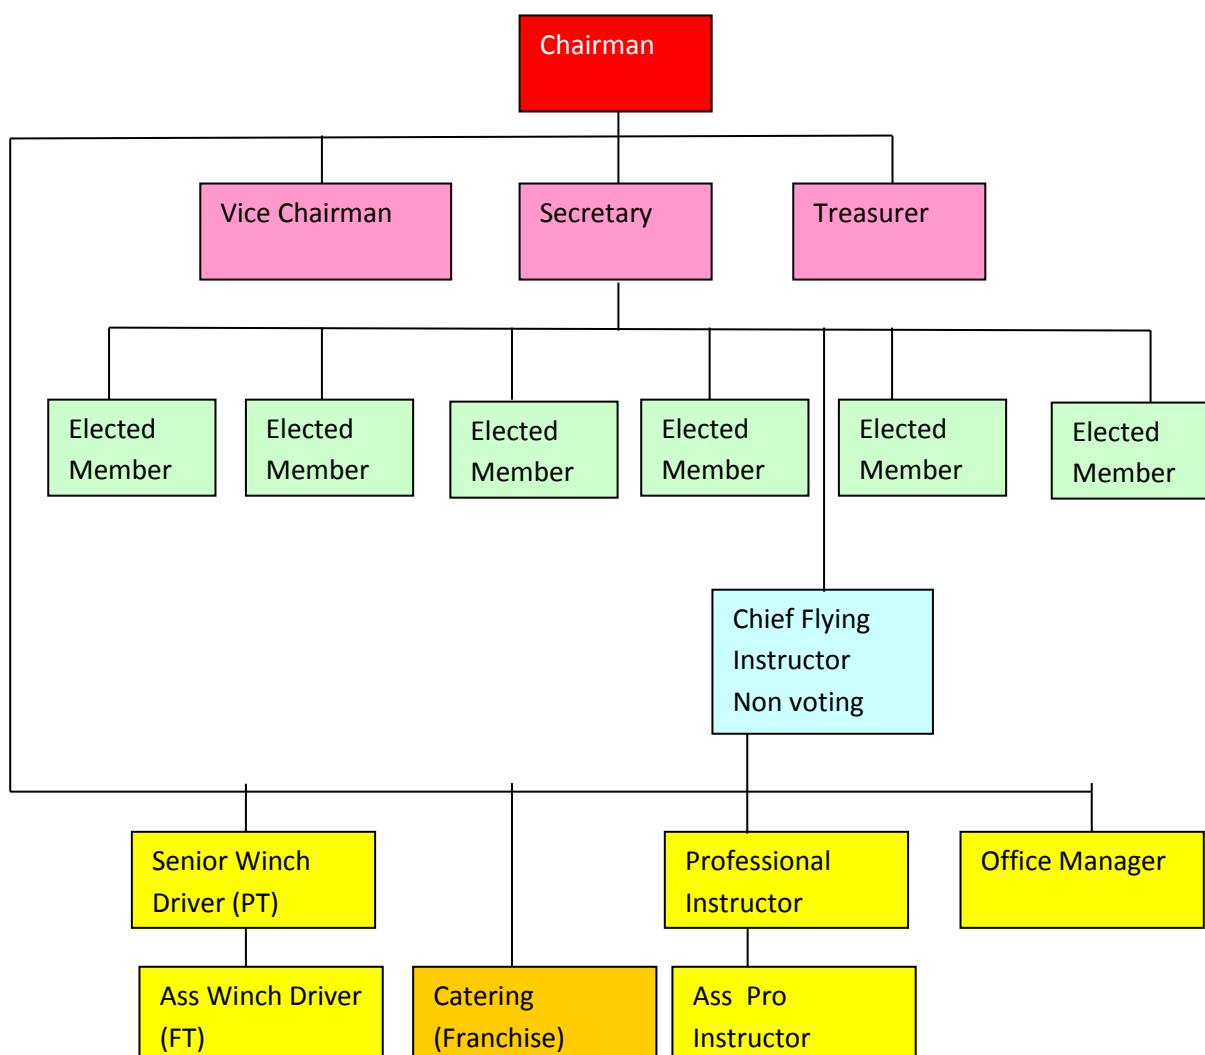 Chairman
Vice Chairman
Secretary
Treasurer
Elected
Member
Elected
Member
Elected
Member
Elected
Member
Elected
Member
Elected
Member
Chief Flying
Instructor
Non voting
Senior Winch
Driver (PT)
Professional
Instructor
Office Manager
Ass Winch Driver
(FT)
Catering
(Franchise)
Ass  Pro
Instructor